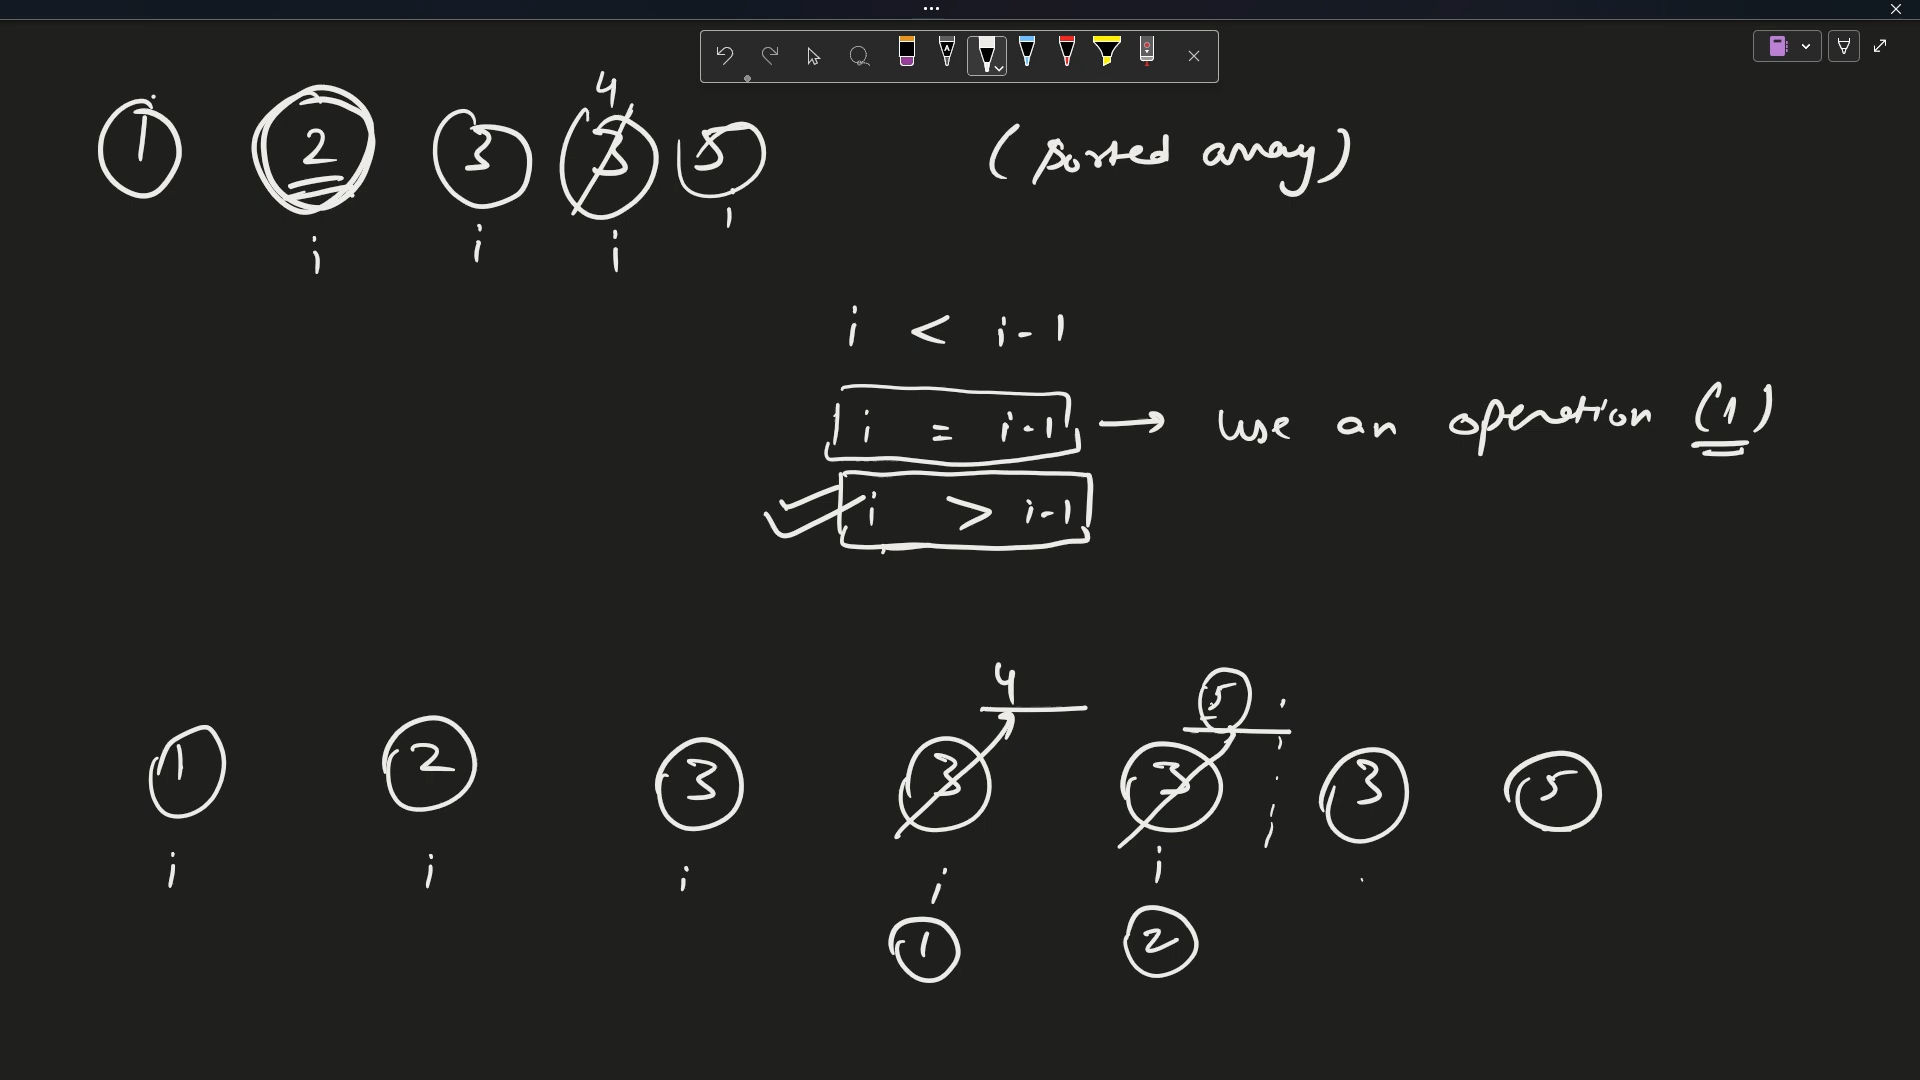 4
1 2 3 3 5 (sorted array)
i i i i
i < i-1
i = i-1 → use an operation (1)
i > i-1
4 5
1 2 3 3 3 3 5
i i i i i
1 2